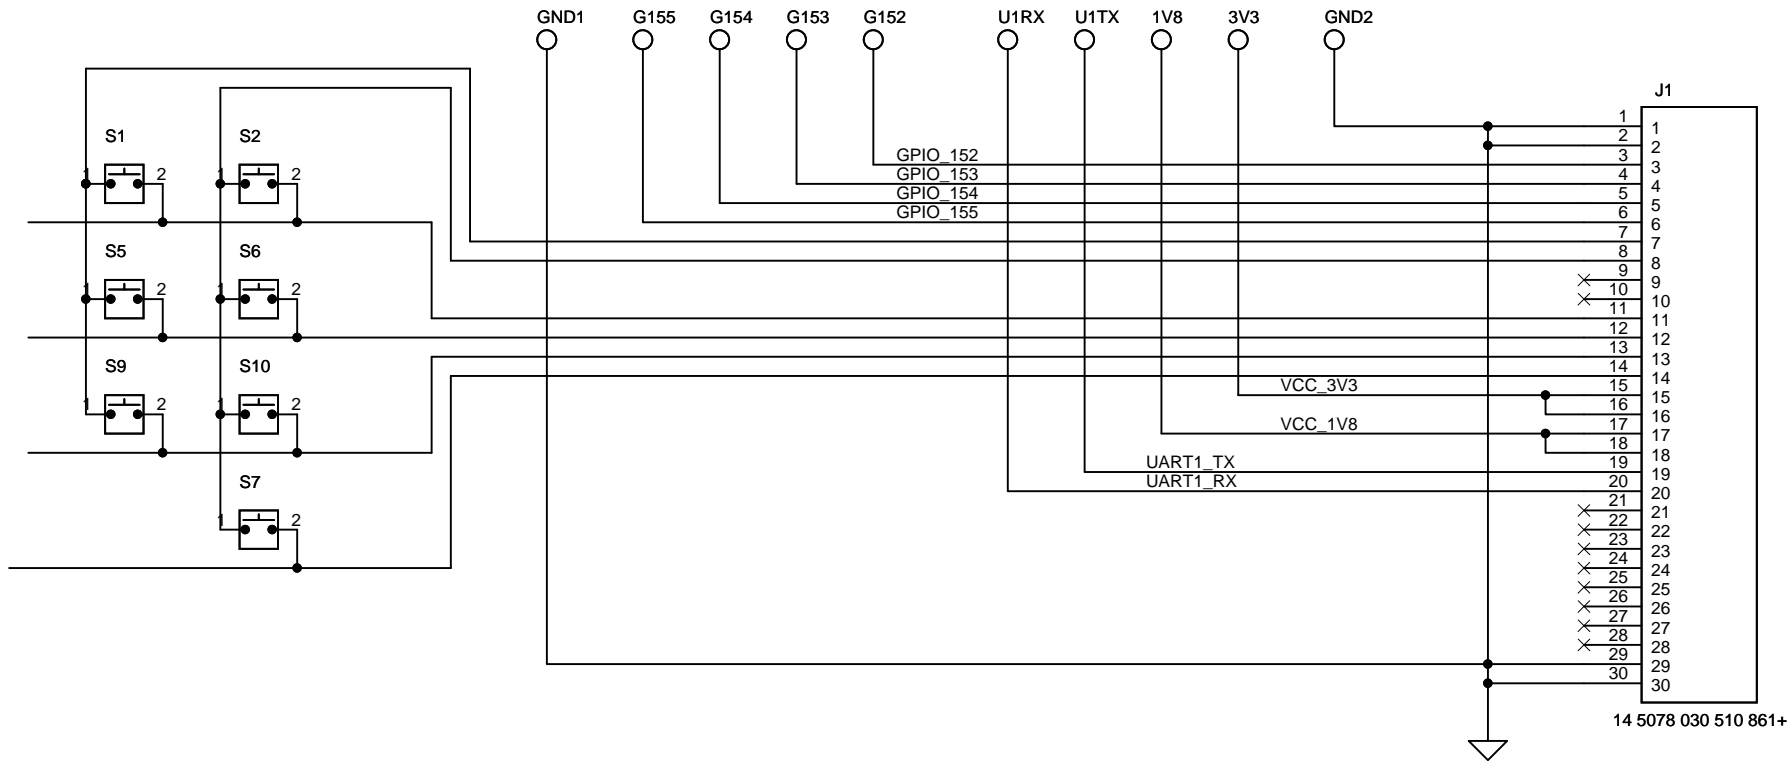 GND1 G155 G154 G153 G152 U1RX U1TX 1V8 3V3 GND2
J1
S1 S2
1 2 1 2
S5 S6
1 2 1 2
S9 S10
1 2 1 2
S7
1 2
GPIO_152
GPIO_153
GPIO_154
GPIO_155
VCC_3V3
VCC_1V8
UART1_TX
UART1_RX
1 1
2 2
3 3
4 4
5 5
6 6
7 7
8 8
9 9
10 10
11 11
12 12
13 13
14 14
15 15
16 16
17 17
18 18
19 19
20 20
21 21
22 22
23 23
24 24
25 25
26 26
27 27
28 28
29 29
30 30
14 5078 030 510 861+